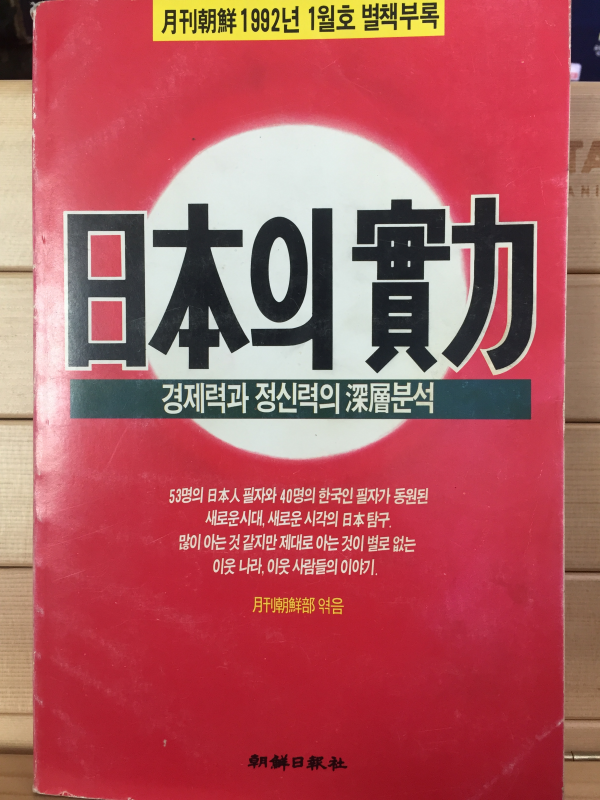 月刊朝鮮 1992년 1월호 별책부록
日本의 實力
경제력과 정신력의 深層분석
53명의 日本人 필자와 40명의 한국인 필자가 동원된
새로운시대, 새로운 시각의 日本 탐구.
많이 아는 것 같지만 제대로 아는 것이 별로 없는
이웃 나라, 이웃 사람들의 이야기.
月刊朝鮮部 엮음
朝鮮日報社